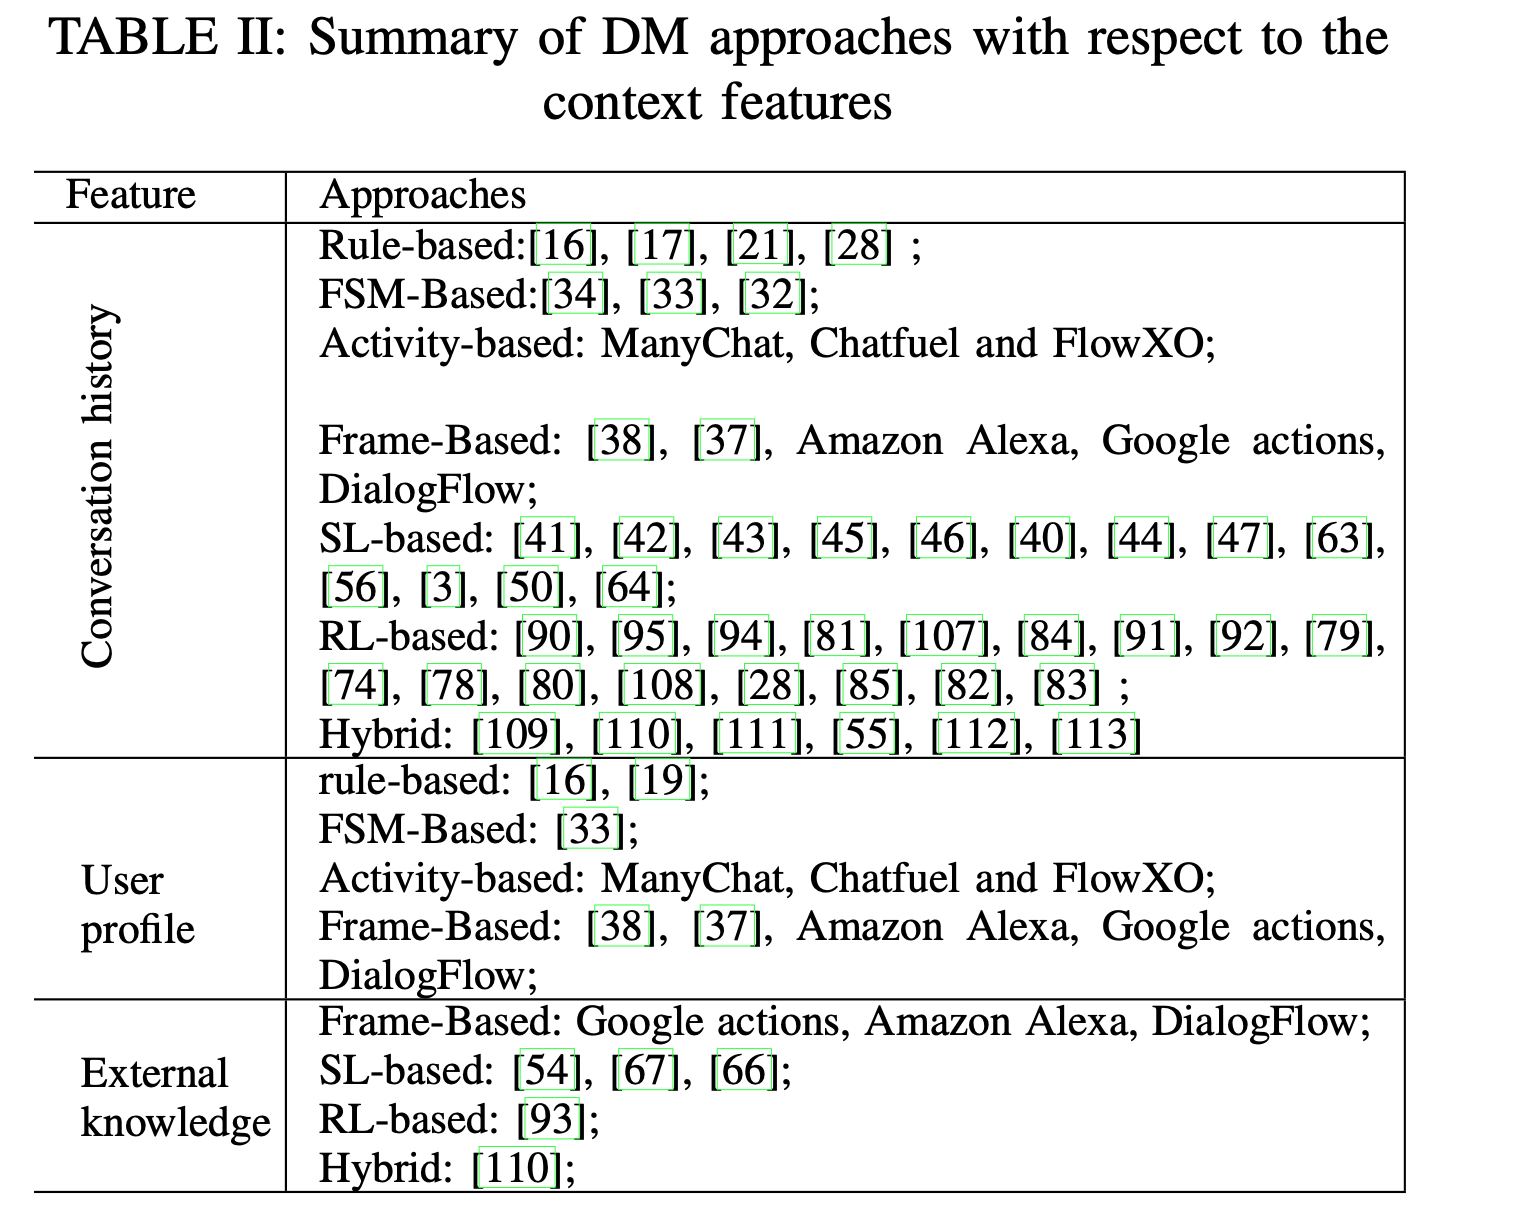 TABLE II: Summary of DM approaches with respect to the
context features
Feature
Approaches
Conversation history
Rule-based:[16], [17], [21], [28] ;
FSM-Based:[34], [33], [32];
Activity-based: ManyChat, Chatfuel and FlowXO;
Frame-Based: [38], [37], Amazon Alexa, Google actions,
DialogFlow;
SL-based: [41], [42], [43], [45], [46], [40], [44], [47], [63],
[56], [3], [50], [64];
RL-based: [90], [95], [94], [81], [107], [84], [91], [92], [79],
[74], [78], [80], [108], [28], [85], [82], [83] ;
Hybrid: [109], [110], [111], [55], [112], [113]
User
profile
rule-based: [16], [19];
FSM-Based: [33];
Activity-based: ManyChat, Chatfuel and FlowXO;
Frame-Based: [38], [37], Amazon Alexa, Google actions,
DialogFlow;
External
knowledge
Frame-Based: Google actions, Amazon Alexa, DialogFlow;
SL-based: [54], [67], [66];
RL-based: [93];
Hybrid: [110];